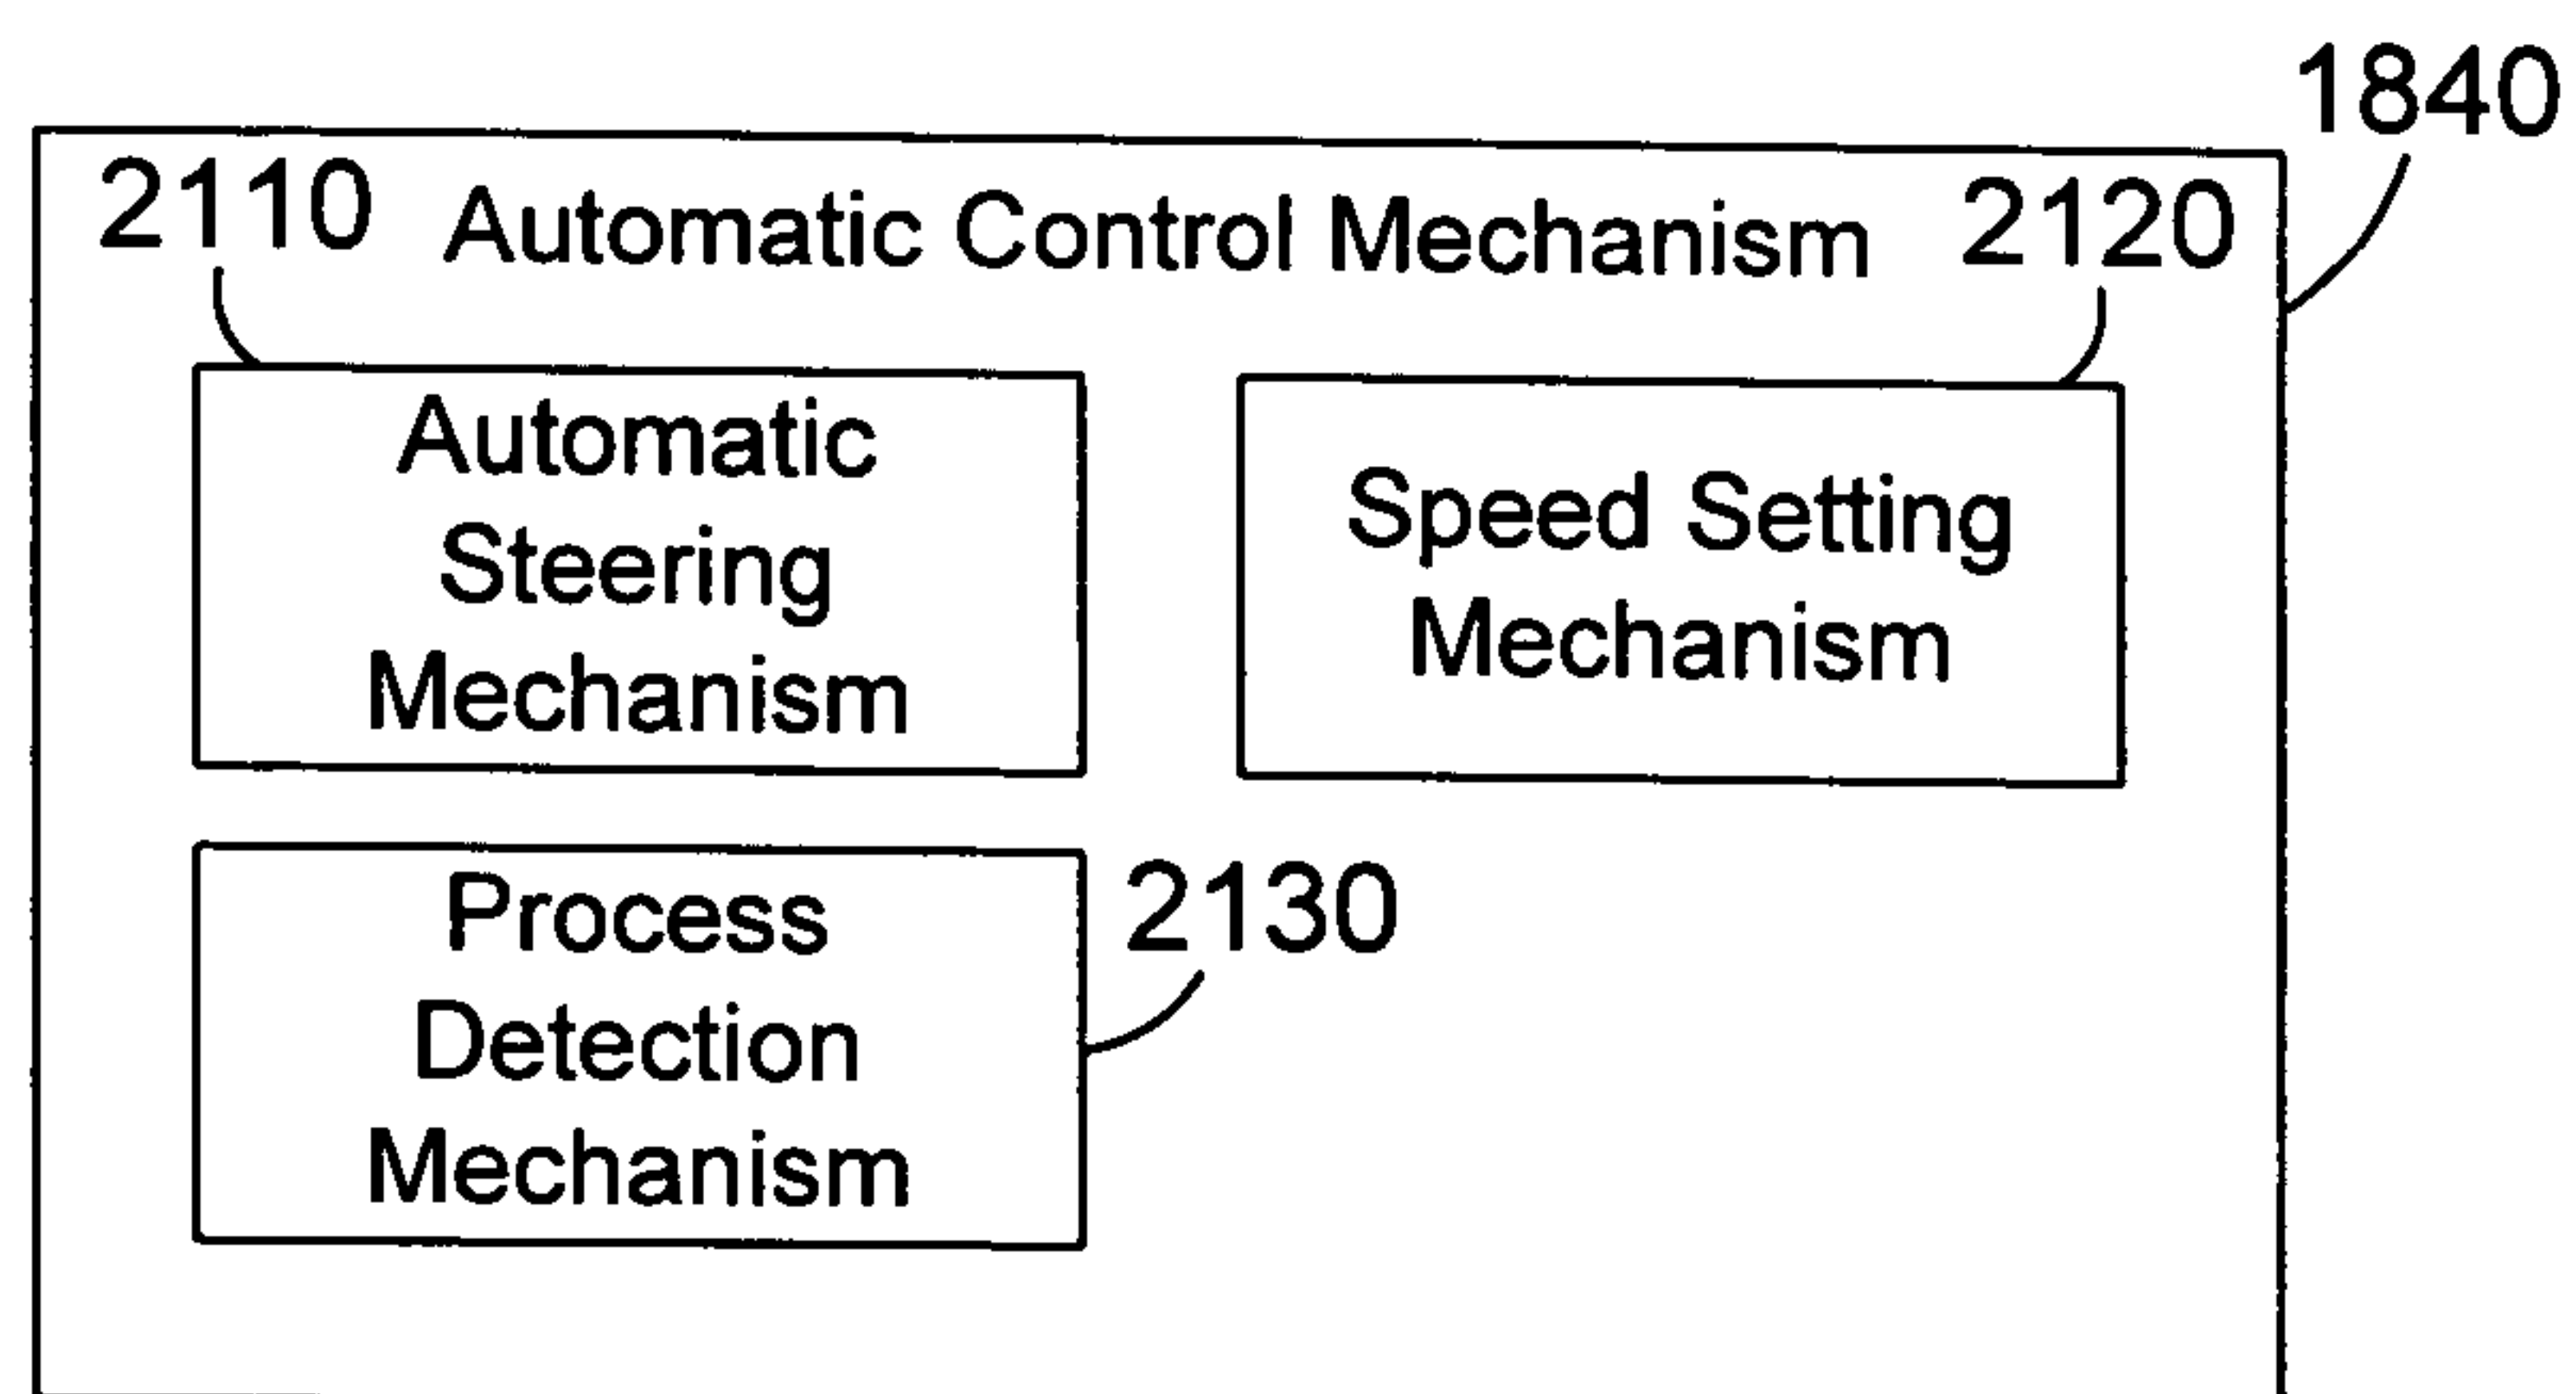 1840
2110
Automatic Control Mechanism
2120
Automatic
Steering
Mechanism
Speed Setting
Mechanism
Process
Detection
Mechanism
2130